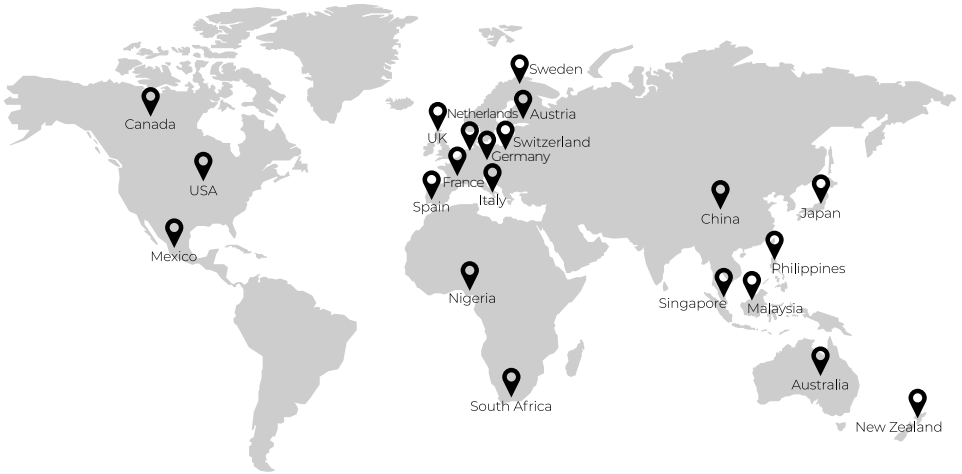 Sweden
Netherlands
Austria
Canada
UK
Switzerland
Germany
France
USA
Italy
Spain
Japan
China
Mexico
Philippines
Nigeria
Singapore
Malaysia
Australia
South Africa
New Zealand